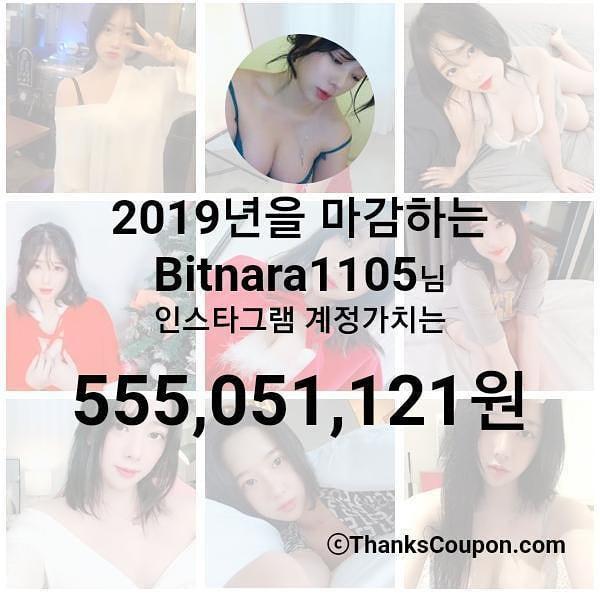 2019년을 마감하는
Bitnara1105님
인스타그램 계정가치는
555,051,121원
ⓒThanksCoupon.com